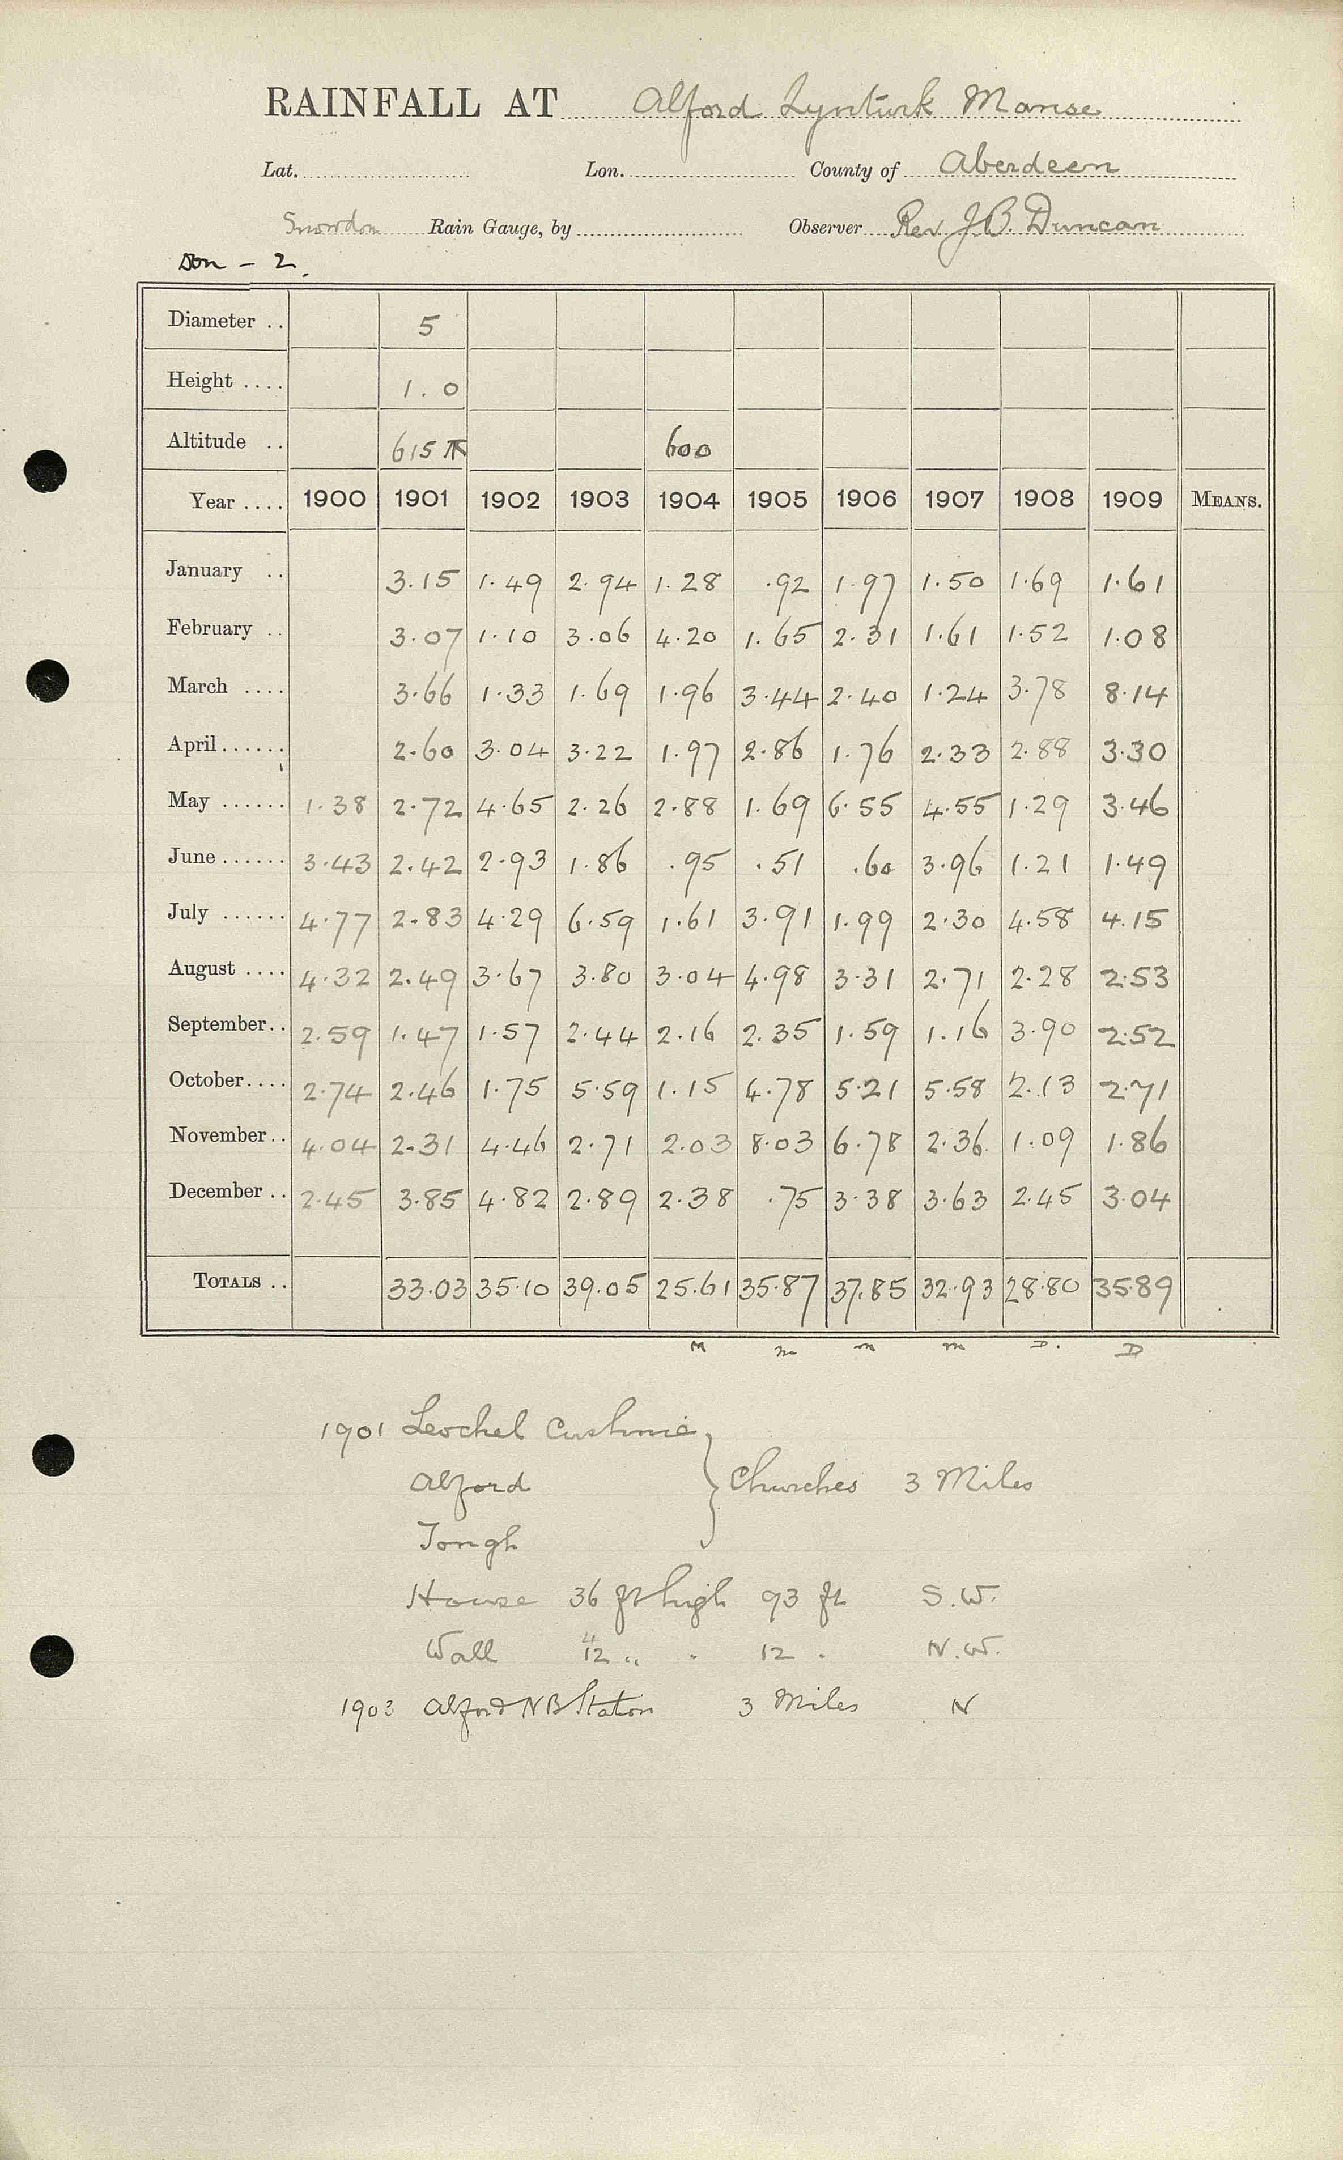 RAINFALL AT Alford Lynturk Manse
Lat. Lon. County of Aberdeen
Snowdon Rain Gauge, by Observer Rev J.B. Duncan
Don - 2.
Diameter .. 5
Height .... 1.0
Altitude .. 615 600
Year .... 1900 1901 1902 1903 1904 1905 1906 1907 1908 1909 MEANS.
January .. 3.15 1.49 2.94 1.28 .92 1.97 1.50 1.69 1.61
February .. 3.07 1.10 3.06 4.20 1.65 2.31 1.61 1.52 1.08
March .... 3.66 1.33 1.69 1.96 3.44 2.40 1.24 3.78 8.14
April...... 2.60 3.04 3.22 1.97 2.86 1.76 2.33 2.88 3.30
May ...... 1.38 2.72 4.65 2.26 2.88 1.69 6.55 4.55 1.29 3.46
June...... 3.43 2.42 2.93 1.86 .95 .51 .60 3.96 1.21 1.49
July ...... 4.77 2.83 4.29 6.59 1.61 3.91 1.99 2.30 4.58 4.15
August .... 4.32 2.49 3.67 3.80 3.04 4.98 3.31 2.71 2.28 2.53
September.. 2.59 1.47 1.57 2.44 2.16 2.35 1.59 1.16 3.90 2.52
October.... 2.74 2.46 1.75 5.59 1.15 4.78 5.21 5.58 2.13 2.71
November.. 4.04 2.31 4.46 2.71 2.03 8.03 6.78 2.36 1.09 1.86
December .. 2.45 3.85 4.82 2.89 2.38 .75 3.38 3.63 2.45 3.04
TOTALS .. 33.03 35.10 39.05 25.61 35.87 37.85 32.93 28.80 35.89
M m m m D. D
1901 Leochel Cushnie
Alford } Churches 3 Miles
Tough
House 36 ft high 93 ft S.W.
Wall 12 " " 12 " N.W.
1903 Alford NB Station 3 Miles N